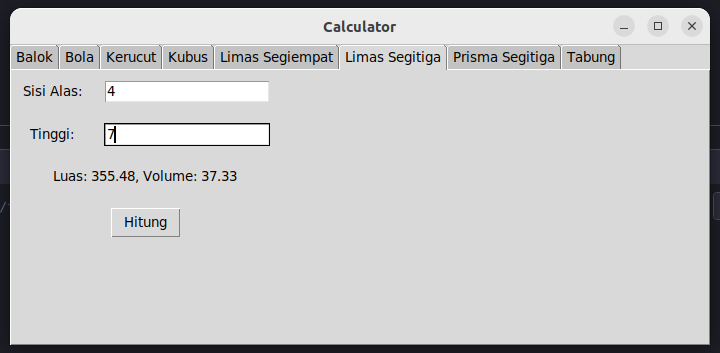 Calculator
Balok Bola Kerucut Kubus Limas Segiempat Limas Segitiga Prisma Segitiga Tabung
Sisi Alas: 4
Tinggi: 7
Luas: 355.48, Volume: 37.33
Hitung